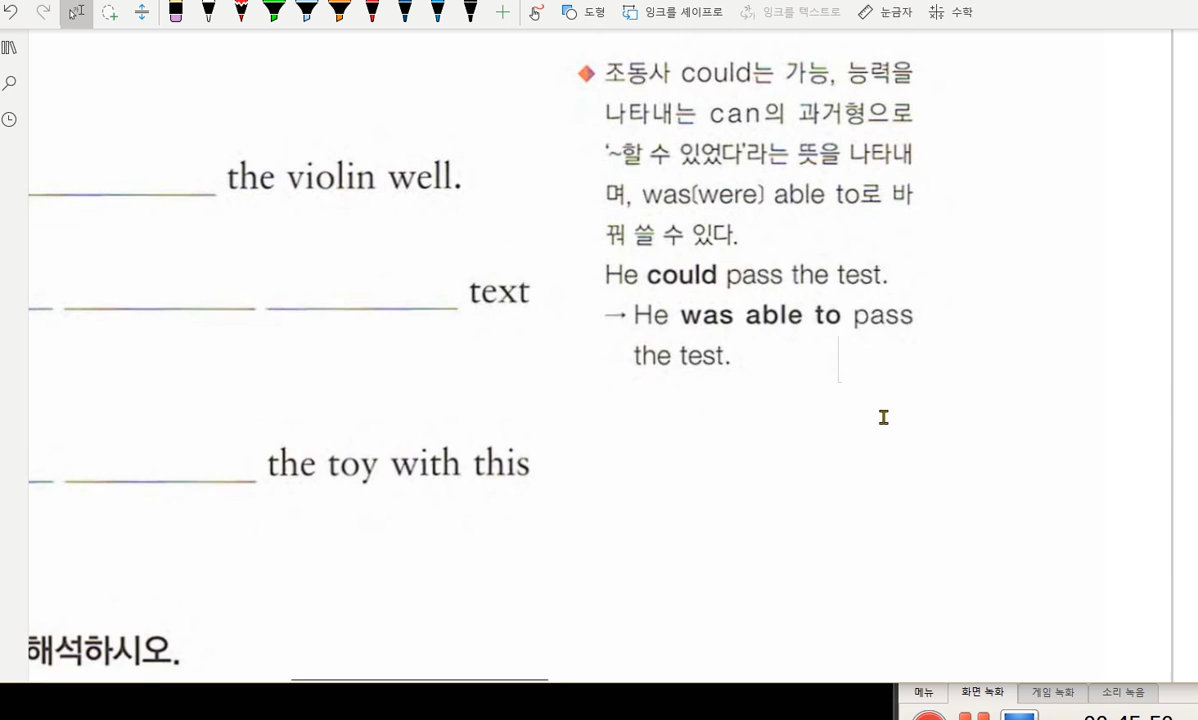 도형 잉크를 셰이프로 잉크를 텍스트로 눈금자 수학
◆ 조동사 could는 가능, 능력을
나타내는 can의 과거형으로
'~할 수 있었다'라는 뜻을 나타내
며, was(were) able to로 바
꿔 쓸 수 있다.
He could pass the test.
→ He was able to pass
the test.
the violin well.
text
the toy with this
해석하시오.
메뉴 화면 녹화 게임 녹화 소리 녹음